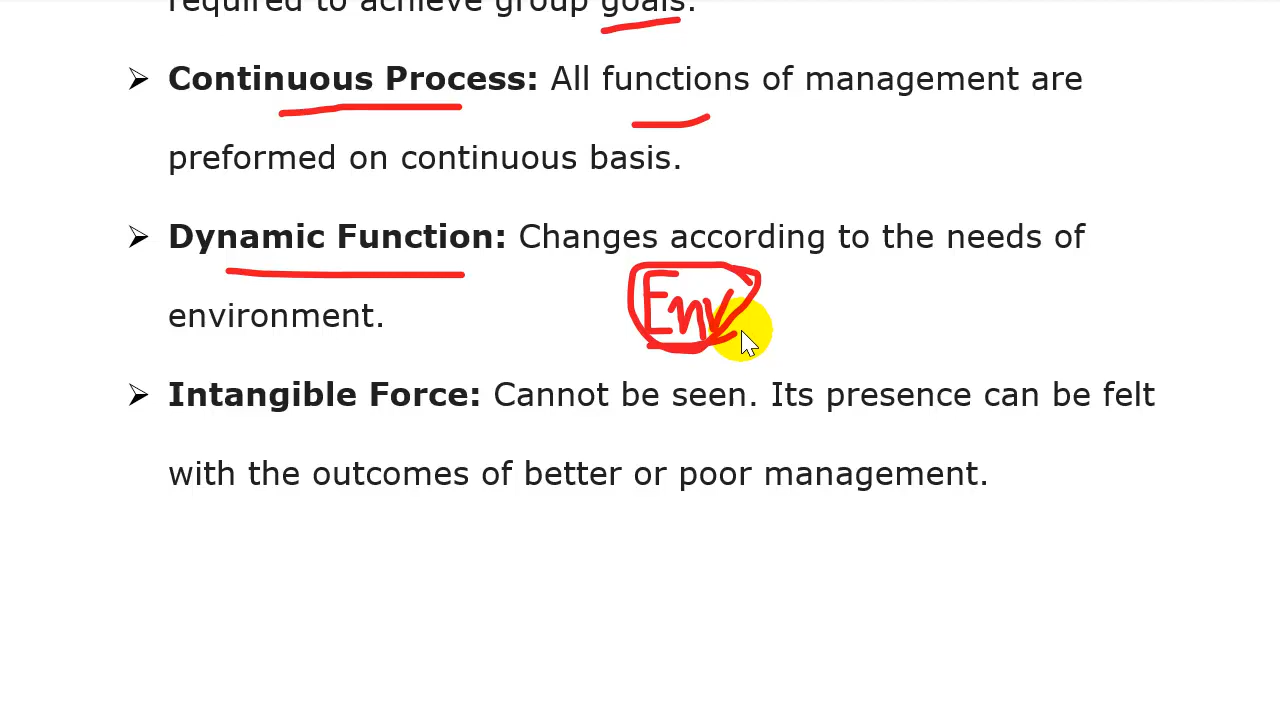 required to achieve group goals.
➢ Continuous Process: All functions of management are
preformed on continuous basis.
➢ Dynamic Function: Changes according to the needs of
environment.
Env
➢ Intangible Force: Cannot be seen. Its presence can be felt
with the outcomes of better or poor management.